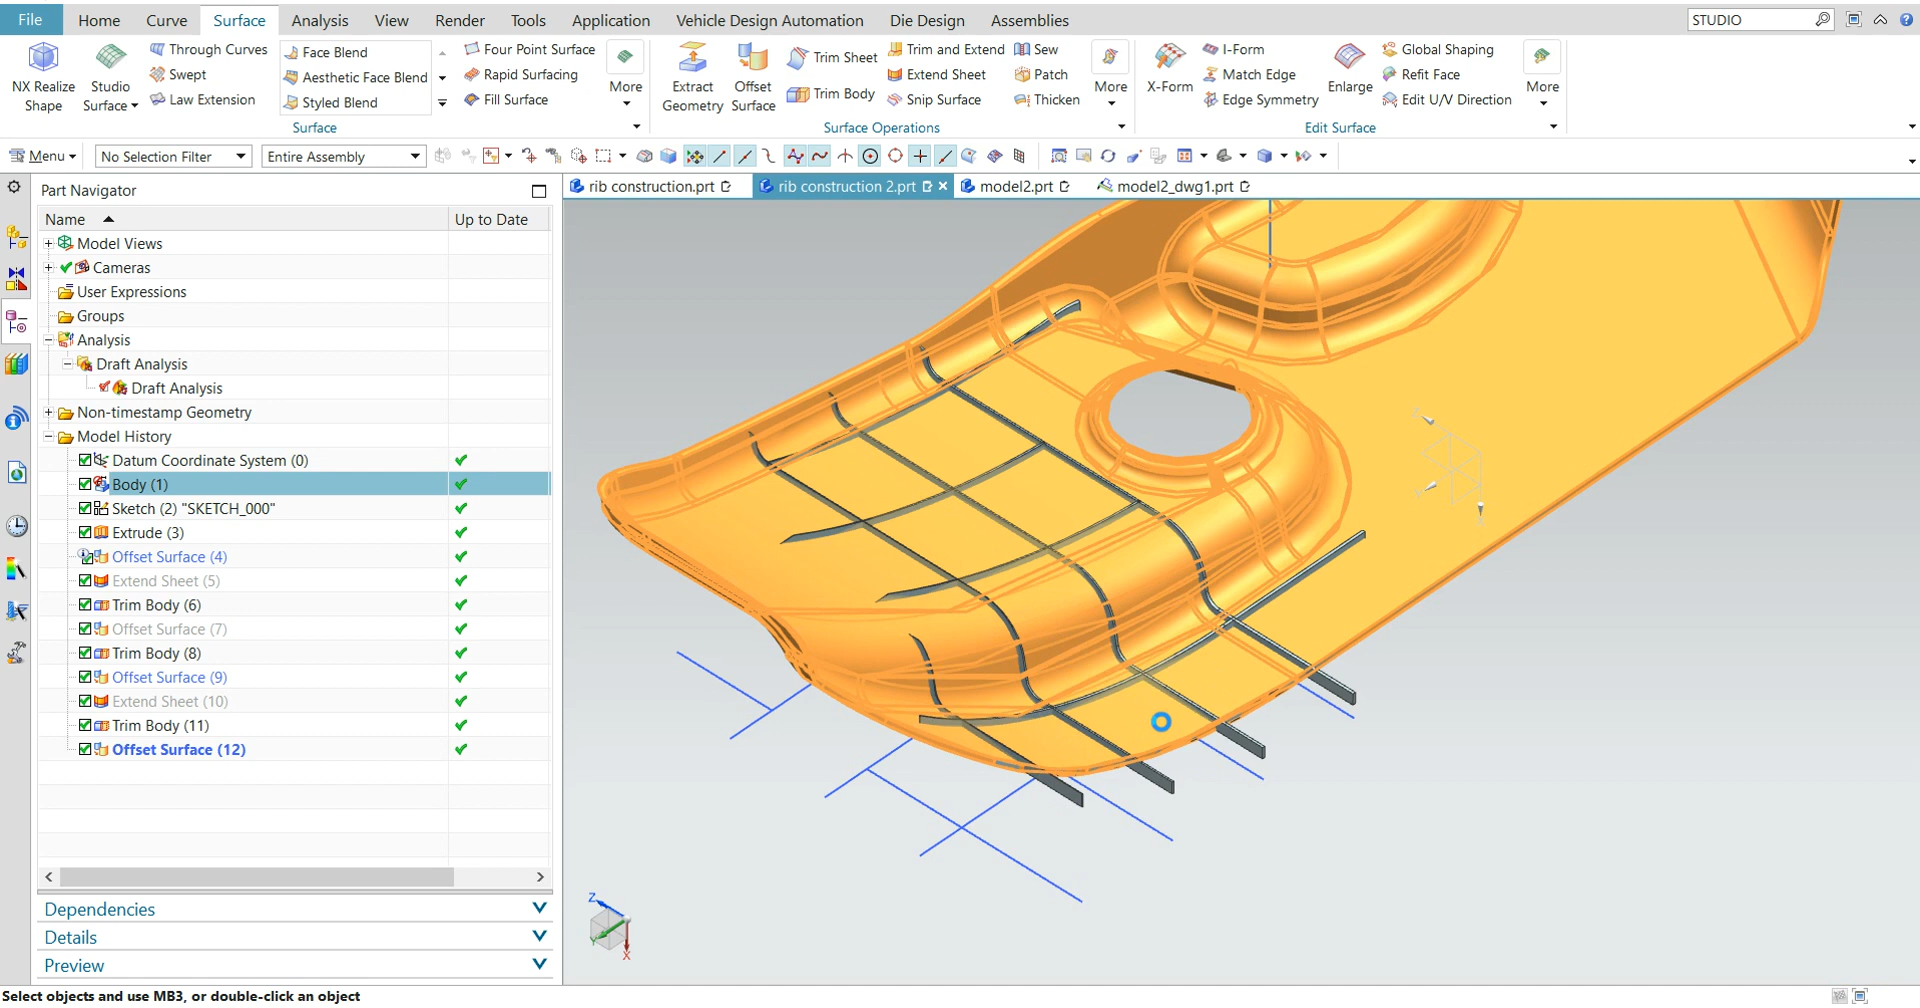 File Home Curve Surface Analysis View Render Tools Application Vehicle Design Automation Die Design Assemblies STUDIO
NX Realize Shape
Studio Surface
Through Curves
Swept
Law Extension
Face Blend
Aesthetic Face Blend
Styled Blend
Four Point Surface
Rapid Surfacing
Fill Surface
More
Surface
Extract Geometry
Offset Surface
Trim Sheet
Trim Body
Trim and Extend
Extend Sheet
Snip Surface
Sew
Patch
Thicken
More
Surface Operations
X-Form
I-Form
Match Edge
Edge Symmetry
Enlarge
Global Shaping
Refit Face
Edit U/V Direction
More
Edit Surface
Menu No Selection Filter Entire Assembly
Part Navigator
rib construction.prt rib construction 2.prt model2.prt model2_dwg1.prt
Name Up to Date
Model Views
Cameras
User Expressions
Groups
Analysis
Draft Analysis
Draft Analysis
Non-timestamp Geometry
Model History
Datum Coordinate System (0)
Body (1)
Sketch (2) "SKETCH_000"
Extrude (3)
Offset Surface (4)
Extend Sheet (5)
Trim Body (6)
Offset Surface (7)
Trim Body (8)
Offset Surface (9)
Extend Sheet (10)
Trim Body (11)
Offset Surface (12)
Dependencies
Details
Preview
Z
Y
X
Select objects and use MB3, or double-click an object